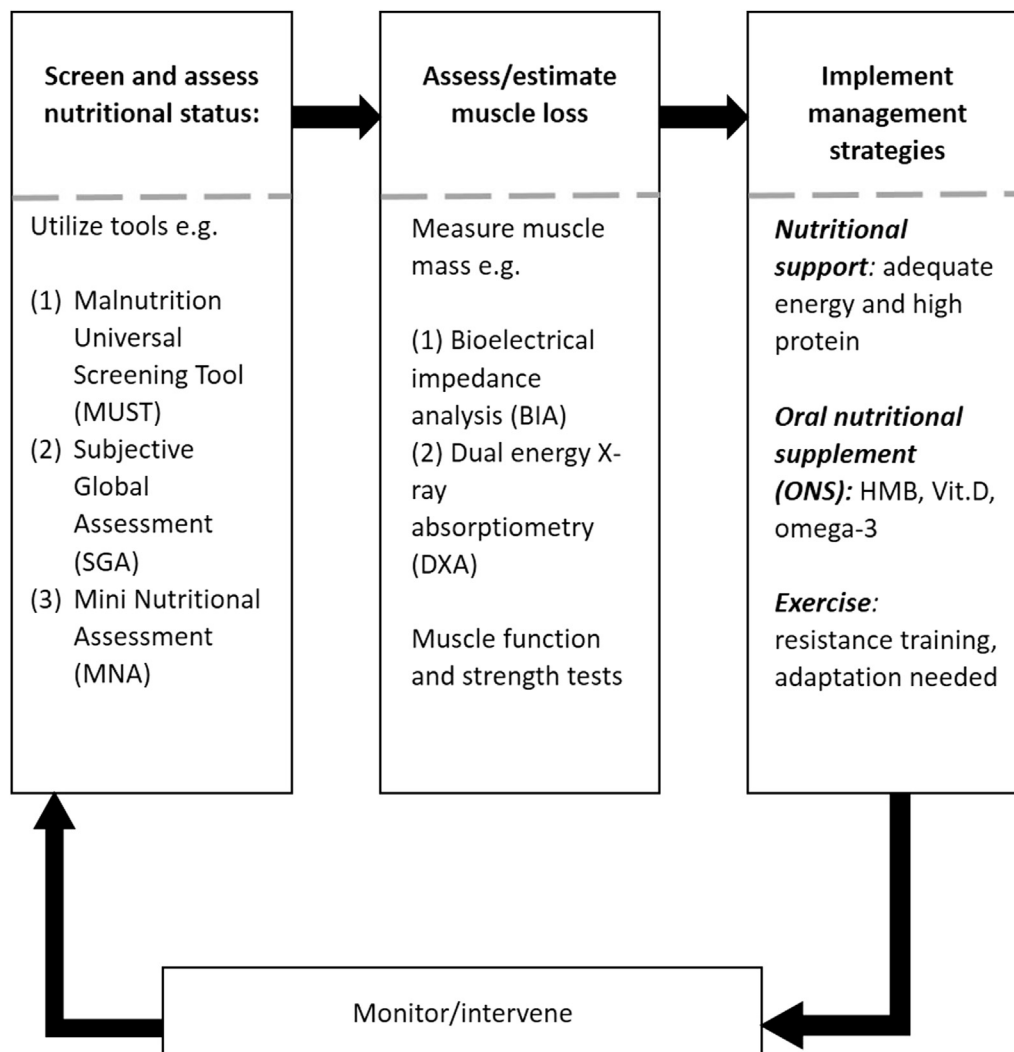 Screen and assess
nutritional status:
Utilize tools e.g.
(1) Malnutrition
Universal
Screening Tool
(MUST)
(2) Subjective
Global
Assessment
(SGA)
(3) Mini Nutritional
Assessment
(MNA)
Assess/estimate
muscle loss
Measure muscle
mass e.g.
(1) Bioelectrical
impedance
analysis (BIA)
(2) Dual energy X-
ray
absorptiometry
(DXA)
Muscle function
and strength tests
Implement
management
strategies
Nutritional
support: adequate
energy and high
protein
Oral nutritional
supplement
(ONS): HMB, Vit.D,
omega-3
Exercise:
resistance training,
adaptation needed
Monitor/intervene